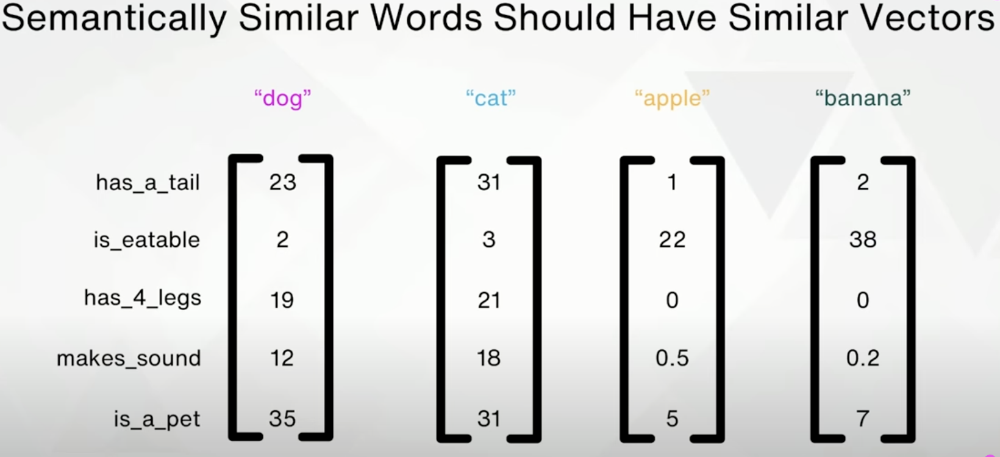 Semantically Similar Words Should Have Similar Vectors
“dog” “cat” “apple” “banana”
has_a_tail 23 31 1 2
is_eatable 2 3 22 38
has_4_legs 19 21 0 0
makes_sound 12 18 0.5 0.2
is_a_pet 35 31 5 7